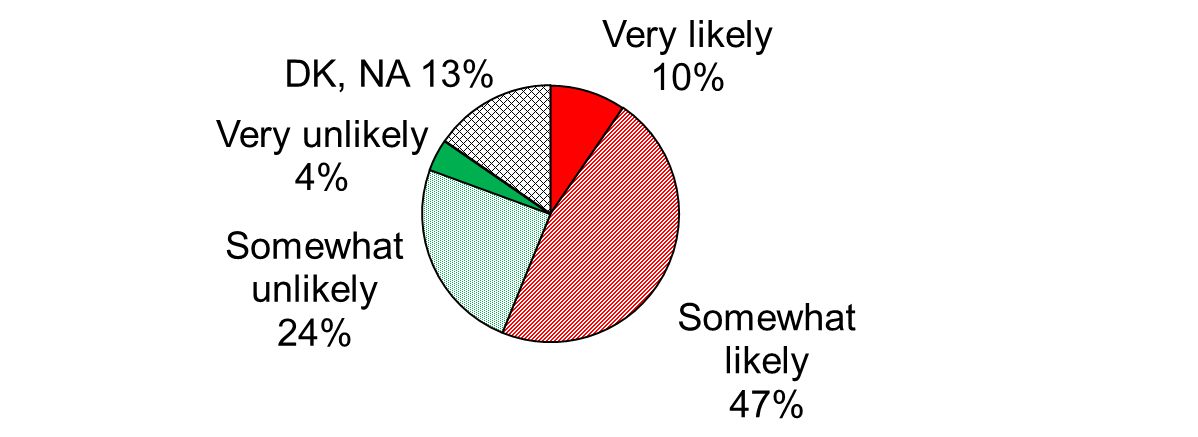 Very likely
10%
DK, NA 13%
Very unlikely
4%
Somewhat
unlikely
24%
Somewhat
likely
47%